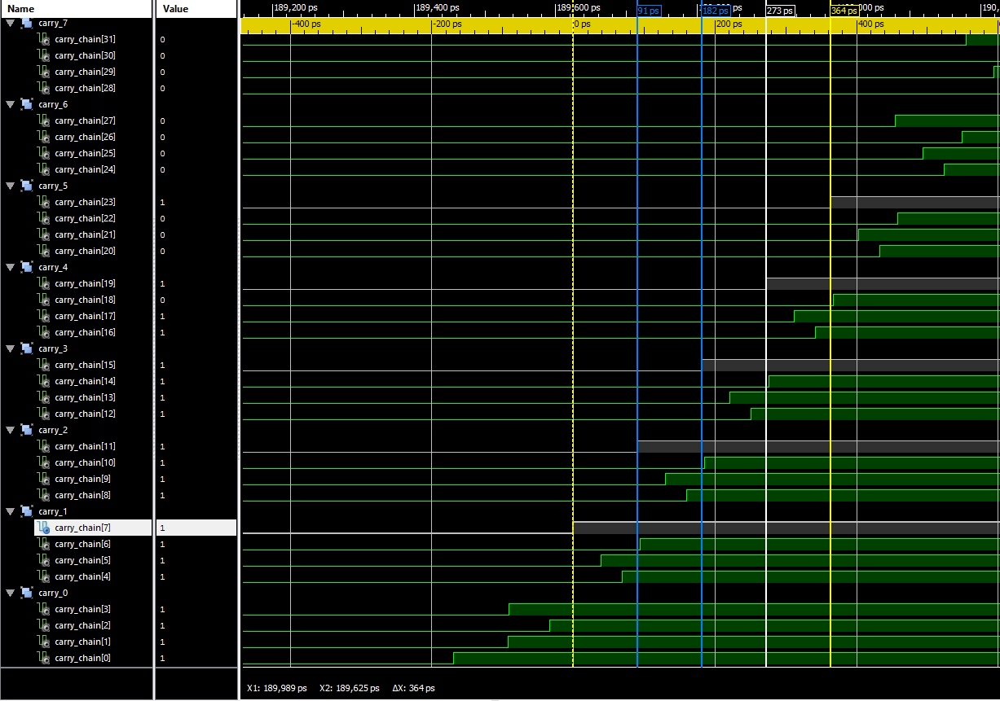 Name Value
189,200 ps 189,400 ps 189,600 ps
91 ps 182 ps 273 ps 364 ps 000 ps 190,
-400 ps -200 ps 0 ps 200 ps 400 ps
carry_7
carry_chain[31] 0
carry_chain[30] 0
carry_chain[29] 0
carry_chain[28] 0
carry_6
carry_chain[27] 0
carry_chain[26] 0
carry_chain[25] 0
carry_chain[24] 0
carry_5
carry_chain[23] 1
carry_chain[22] 0
carry_chain[21] 0
carry_chain[20] 0
carry_4
carry_chain[19] 1
carry_chain[18] 0
carry_chain[17] 1
carry_chain[16] 1
carry_3
carry_chain[15] 1
carry_chain[14] 1
carry_chain[13] 1
carry_chain[12] 1
carry_2
carry_chain[11] 1
carry_chain[10] 1
carry_chain[9] 1
carry_chain[8] 1
carry_1
carry_chain[7] 1
carry_chain[6] 1
carry_chain[5] 1
carry_chain[4] 1
carry_0
carry_chain[3] 1
carry_chain[2] 1
carry_chain[1] 1
carry_chain[0] 1
X1: 189,989 ps X2: 189,625 ps ΔX: 364 ps